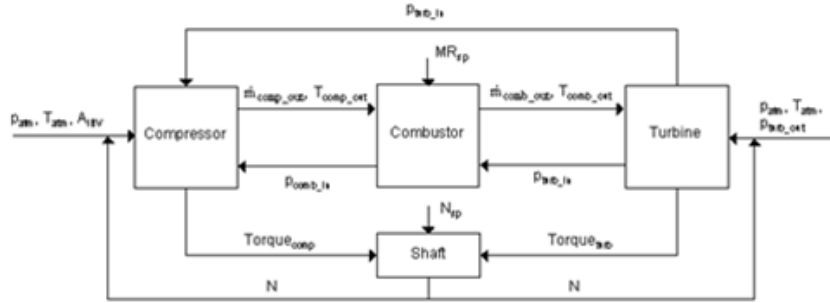 p_turb_in
MR_sp
ṁ_comp_out, T_comp_out
ṁ_comb_out, T_comb_out
p_atm, T_atm, A_IGV
p_atm, T_atm,
p_turb_out
Compressor
Combustor
Turbine
p_comb_in
p_turb_in
N_sp
Torque_comp
Shaft
Torque_turb
N
N